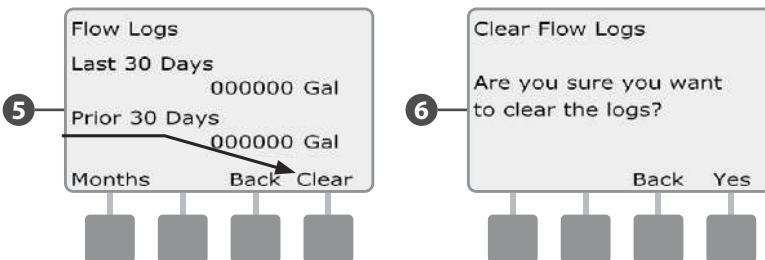 5
Flow Logs
Last 30 Days
000000 Gal
Prior 30 Days
000000 Gal
Months Back Clear
6
Clear Flow Logs
Are you sure you want
to clear the logs?
Back Yes